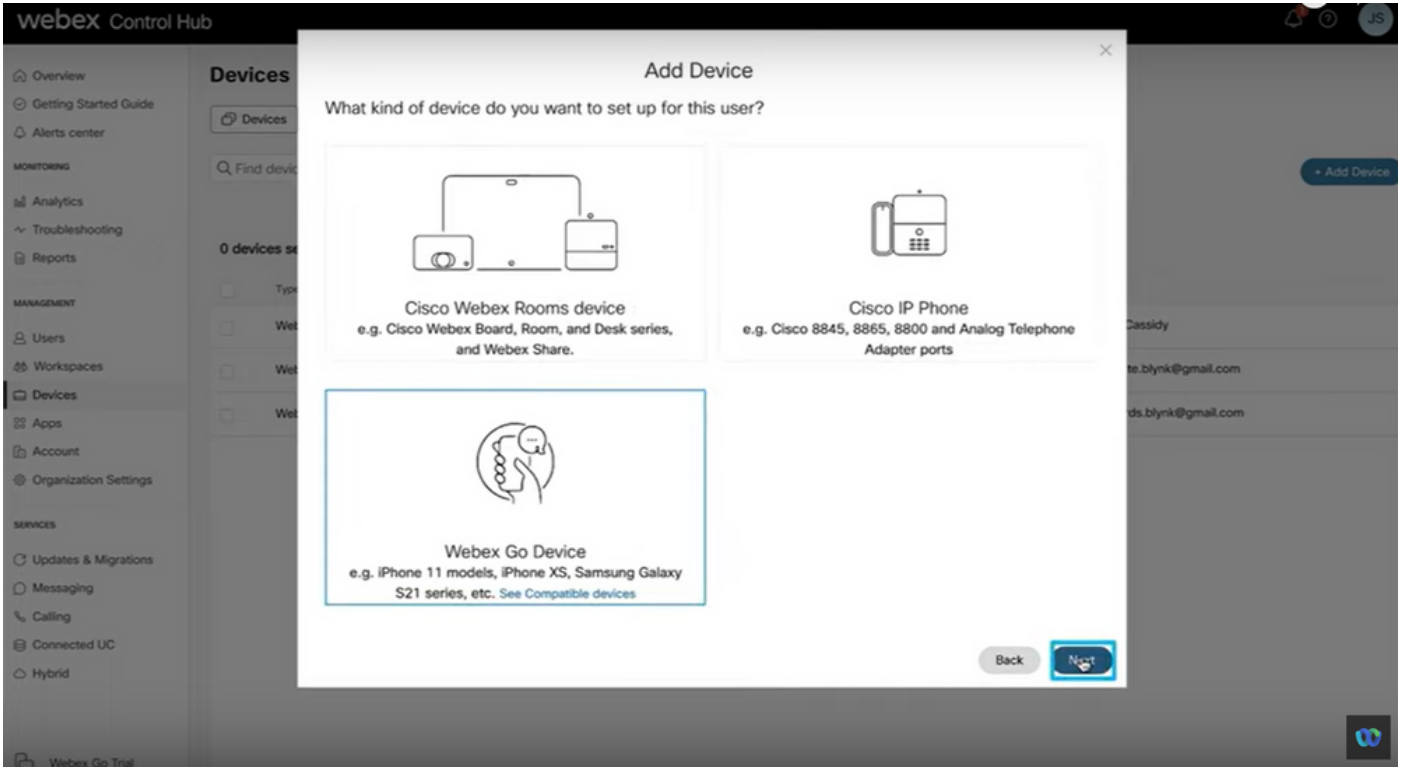 webex Control Hub
JS
Overview
Getting Started Guide
Alerts center
MONITORING
Analytics
Troubleshooting
Reports
MANAGEMENT
Users
Workspaces
Devices
Apps
Account
Organization Settings
SERVICES
Updates & Migrations
Messaging
Calling
Connected UC
Hybrid
Webex Go Trial
Devices
Devices
Find devic
+ Add Device
0 devices se
Type
Web
Web
Web
Cassidy
te.blynk@gmail.com
rds.blynk@gmail.com
Add Device
What kind of device do you want to set up for this user?
Cisco Webex Rooms device
e.g. Cisco Webex Board, Room, and Desk series,
and Webex Share.
Cisco IP Phone
e.g. Cisco 8845, 8865, 8800 and Analog Telephone
Adapter ports
Webex Go Device
e.g. iPhone 11 models, iPhone XS, Samsung Galaxy
S21 series, etc. See Compatible devices
Back
Next